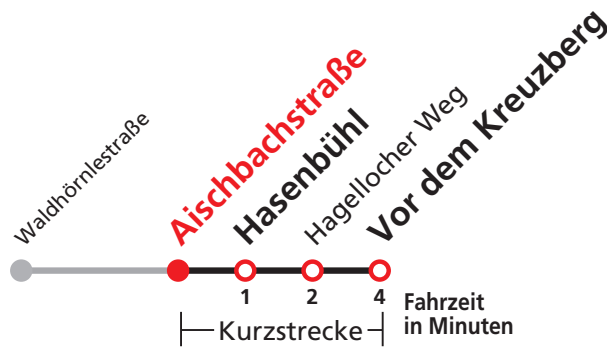 Waldhörnlestraße
Aischbachstraße
Hasenbühl
Hagellocher Weg
Vor dem Kreuzberg
1
2
4
Fahrzeit
in Minuten
Kurzstrecke